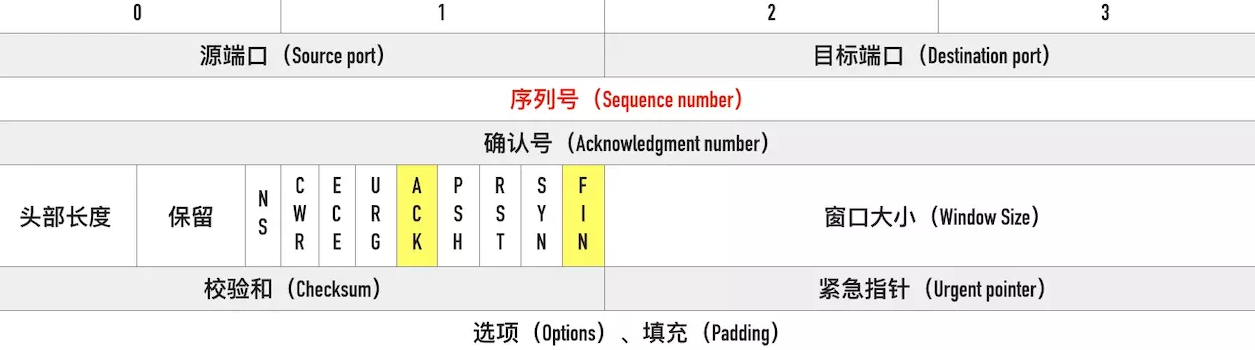 0 1 2 3
源端口（Source port） 目标端口（Destination port）
序列号（Sequence number）
确认号（Acknowledgment number）
头部长度 保留 NS CWR ECE URG ACK PSH RST SYN FIN 窗口大小（Window Size）
校验和（Checksum） 紧急指针（Urgent pointer）
选项（Options）、填充（Padding）